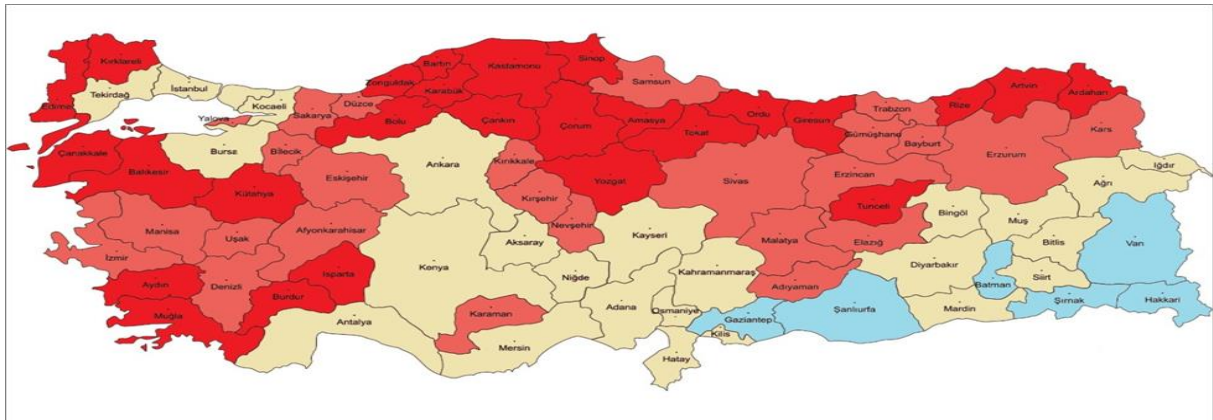 Kırklareli
Edirne
Tekirdağ
İstanbul
Kocaeli
Yalova
Sakarya
Düzce
Zonguldak
Bartın
Karabük
Kastamonu
Sinop
Samsun
Bolu
Çankırı
Çorum
Amasya
Tokat
Ordu
Giresun
Trabzon
Gümüşhane
Bayburt
Rize
Artvin
Ardahan
Kars
Erzurum
Iğdır
Ağrı
Çanakkale
Balıkesir
Bursa
Bilecik
Kütahya
Eskişehir
Ankara
Kırıkkale
Kırşehir
Yozgat
Sivas
Erzincan
Tunceli
Bingöl
Muş
Bitlis
Van
Manisa
Uşak
Afyonkarahisar
İzmir
Aydın
Denizli
Isparta
Burdur
Muğla
Antalya
Konya
Aksaray
Nevşehir
Niğde
Kayseri
Malatya
Elazığ
Diyarbakır
Batman
Siirt
Şırnak
Hakkari
Karaman
Mersin
Adana
Osmaniye
Kahramanmaraş
Adıyaman
Gaziantep
Kilis
Hatay
Şanlıurfa
Mardin